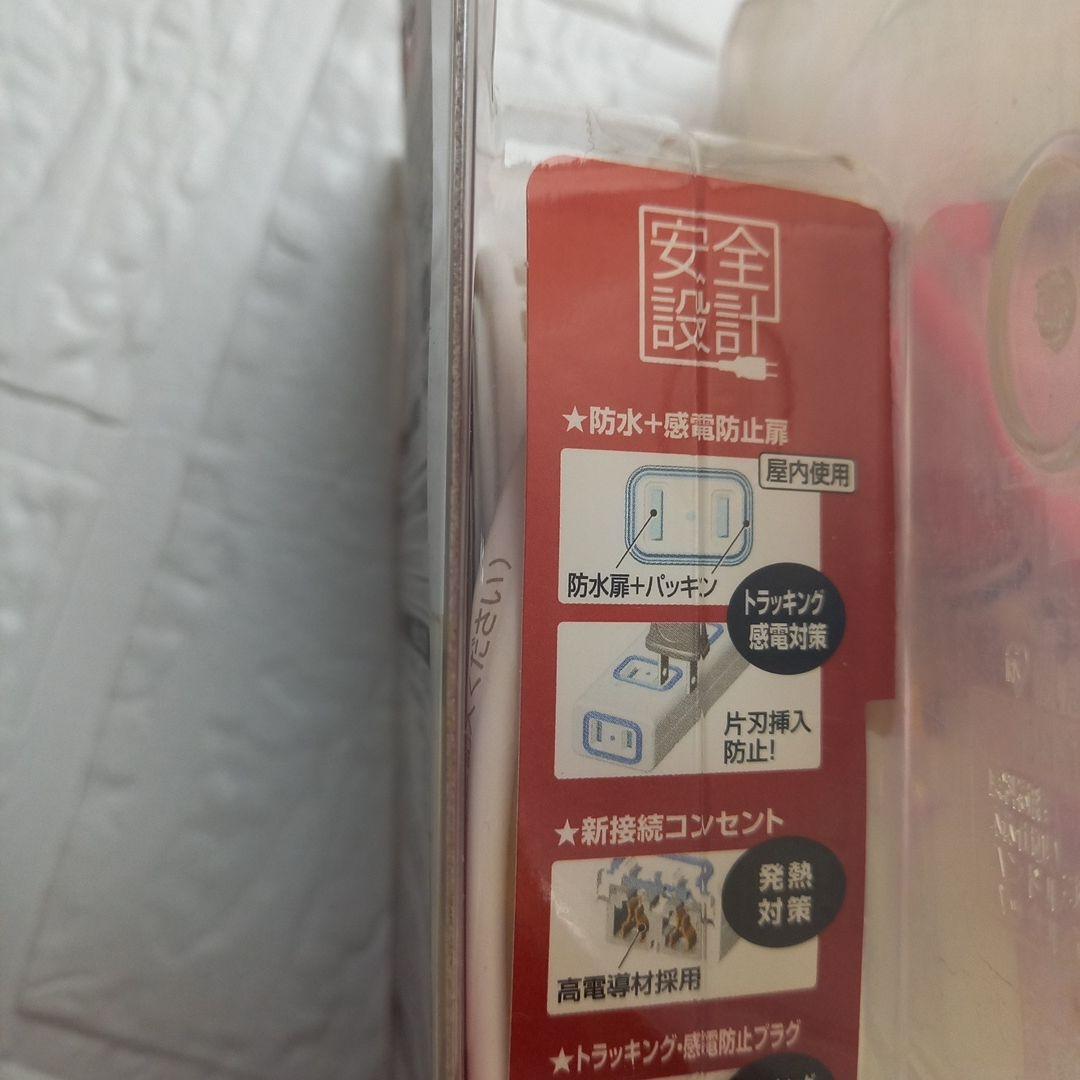 安全
設計
★防水+感電防止扉
屋内使用
防水扉+パッキン
トラッキング
感電対策
片刃挿入
防止!
★新接続コンセント
発熱
対策
高電導材採用
★トラッキング・感電防止プラグ
ださい)